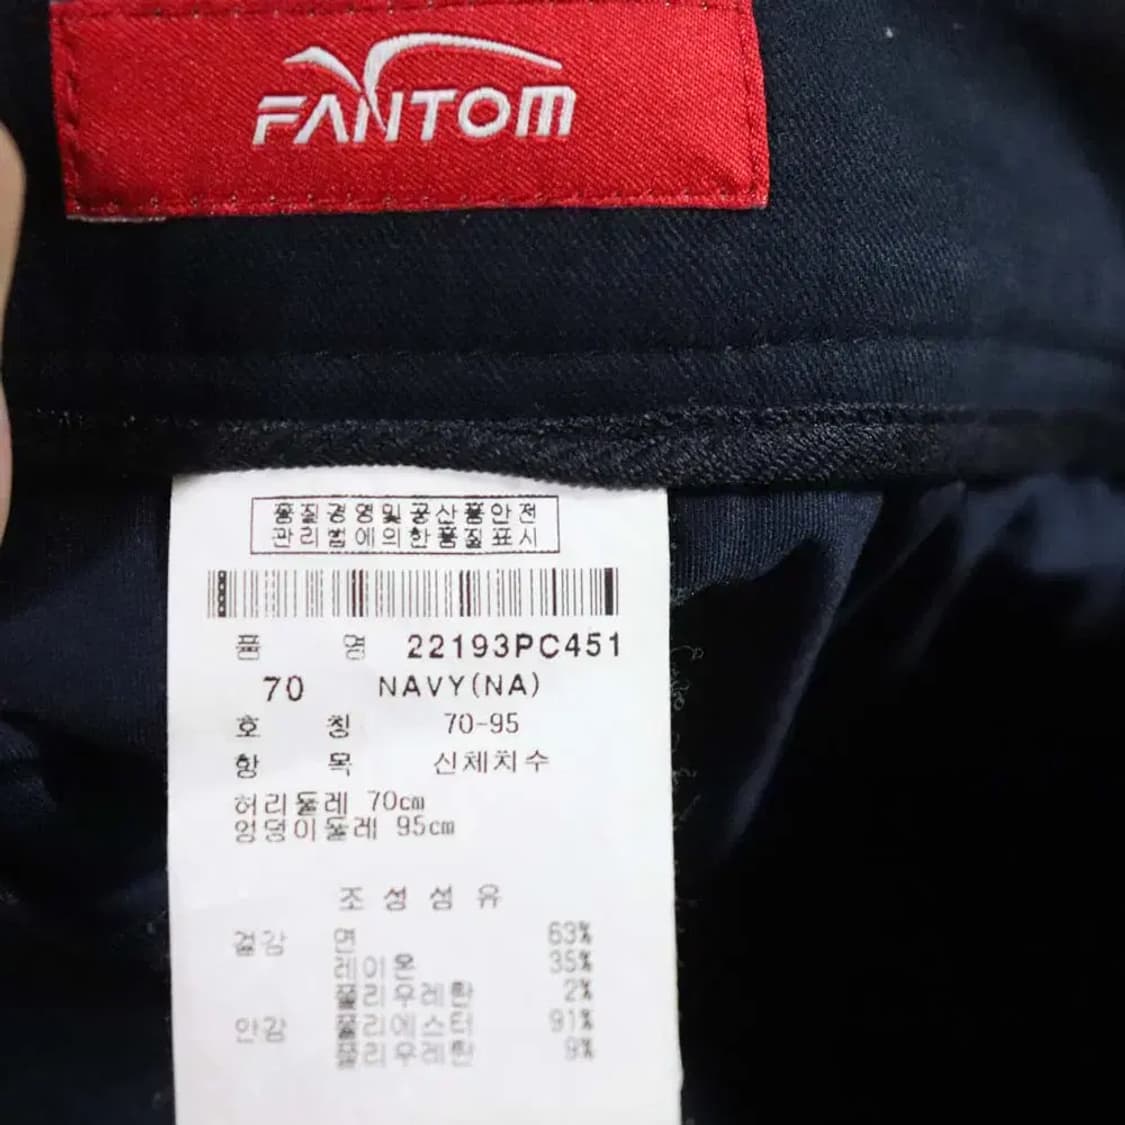 FANTOM
품질경영및공산품안전
관리법에의한품질표시
품 명 22193PC451
70 NAVY(NA)
호 칭 70-95
항 목 신체치수
허리둘레 70cm
엉덩이둘레 95cm
조 성 섬 유
겉감 면 63%
레이온 35%
폴리우레탄 2%
안감 폴리에스터 91%
폴리우레탄 9%